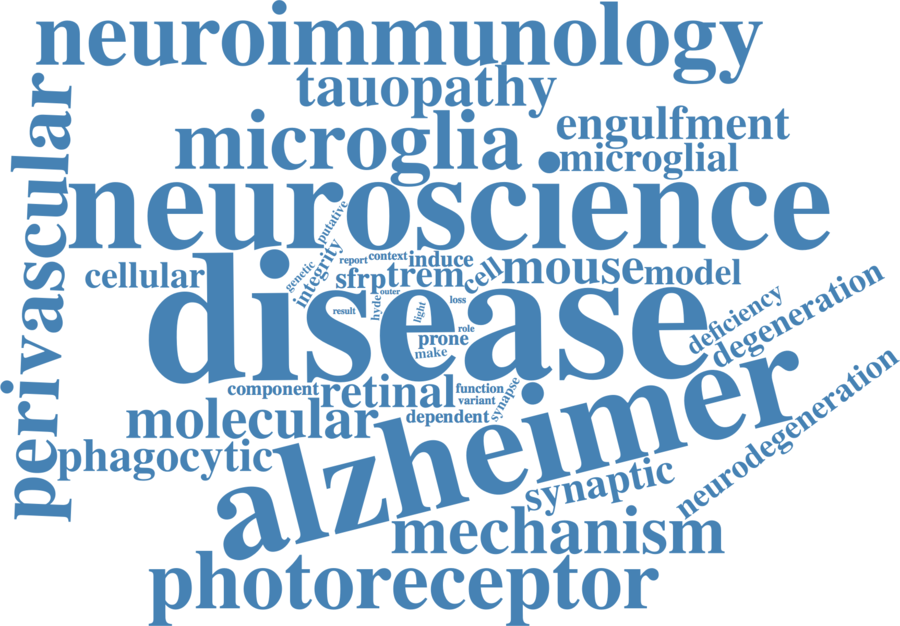 neuroimmunology
tauopathy
perivascular
microglia
engulfment
microglial
neuroscience
putative
cellular
genetic
integrity
report
context
induce
sfrp
trem
cell
mouse
model
disease
hyde
outer
light
loss
result
role
prone
make
deficiency
degeneration
component
retinal
function
variant
synapse
dependent
molecular
alzheimer
neurodegeneration
phagocytic
synaptic
mechanism
photoreceptor